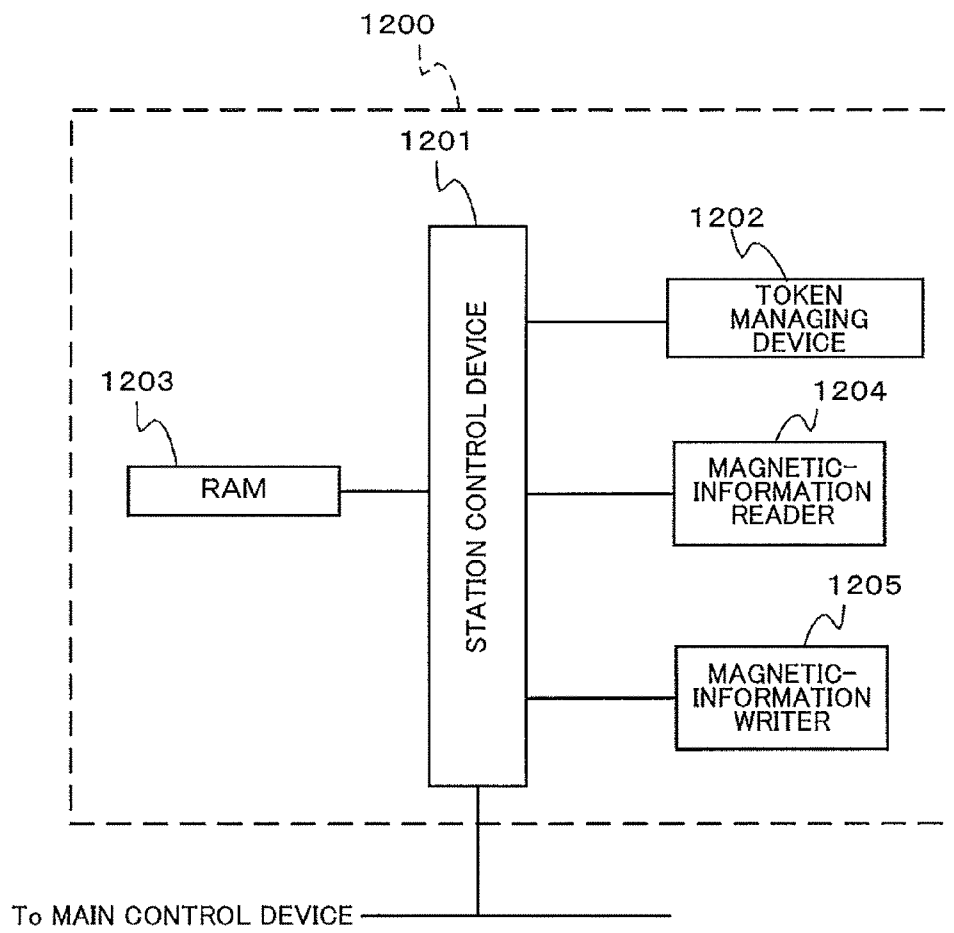 1200
1201
1202
TOKEN
MANAGING
DEVICE
1203
RAM
STATION CONTROL DEVICE
1204
MAGNETIC-
INFORMATION
READER
1205
MAGNETIC-
INFORMATION
WRITER
To MAIN CONTROL DEVICE